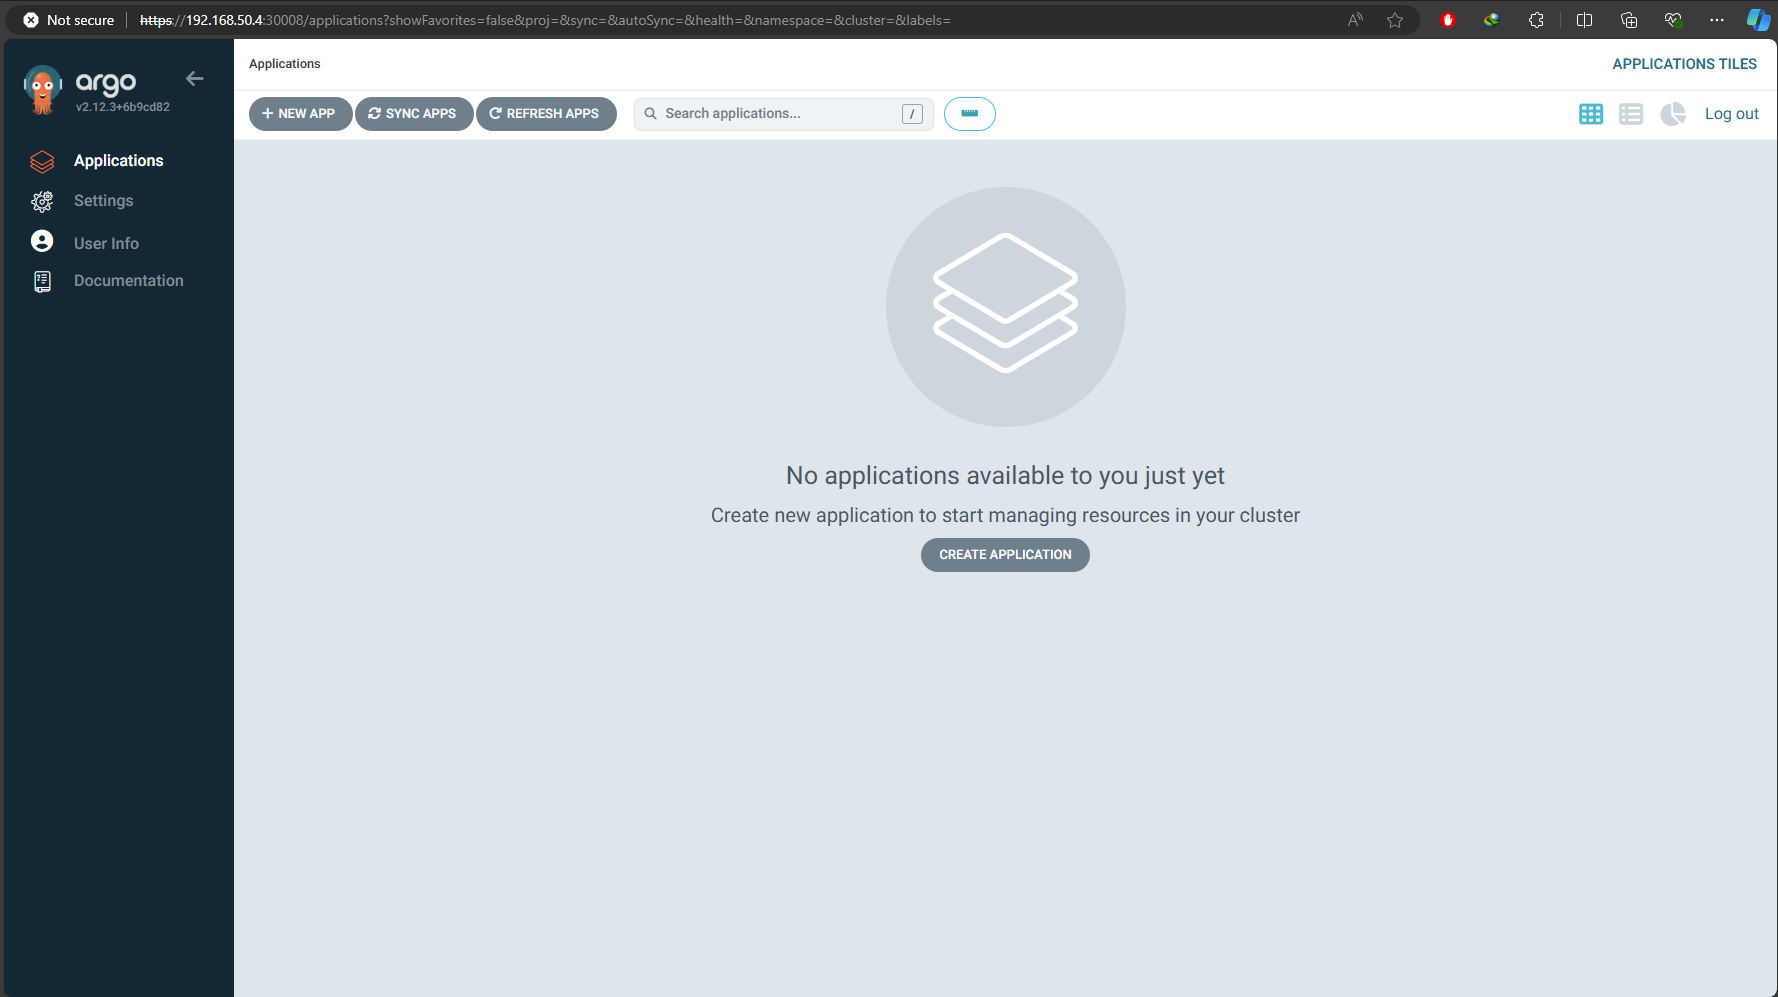 Not secure
https://192.168.50.4:30008/applications?showFavorites=false&proj=&sync=&autoSync=&health=&namespace=&cluster=&labels=
argo
v2.12.3+6b9cd82
Applications
Settings
User Info
Documentation
Applications
APPLICATIONS TILES
NEW APP
SYNC APPS
REFRESH APPS
Search applications...
/
Log out
No applications available to you just yet
Create new application to start managing resources in your cluster
CREATE APPLICATION